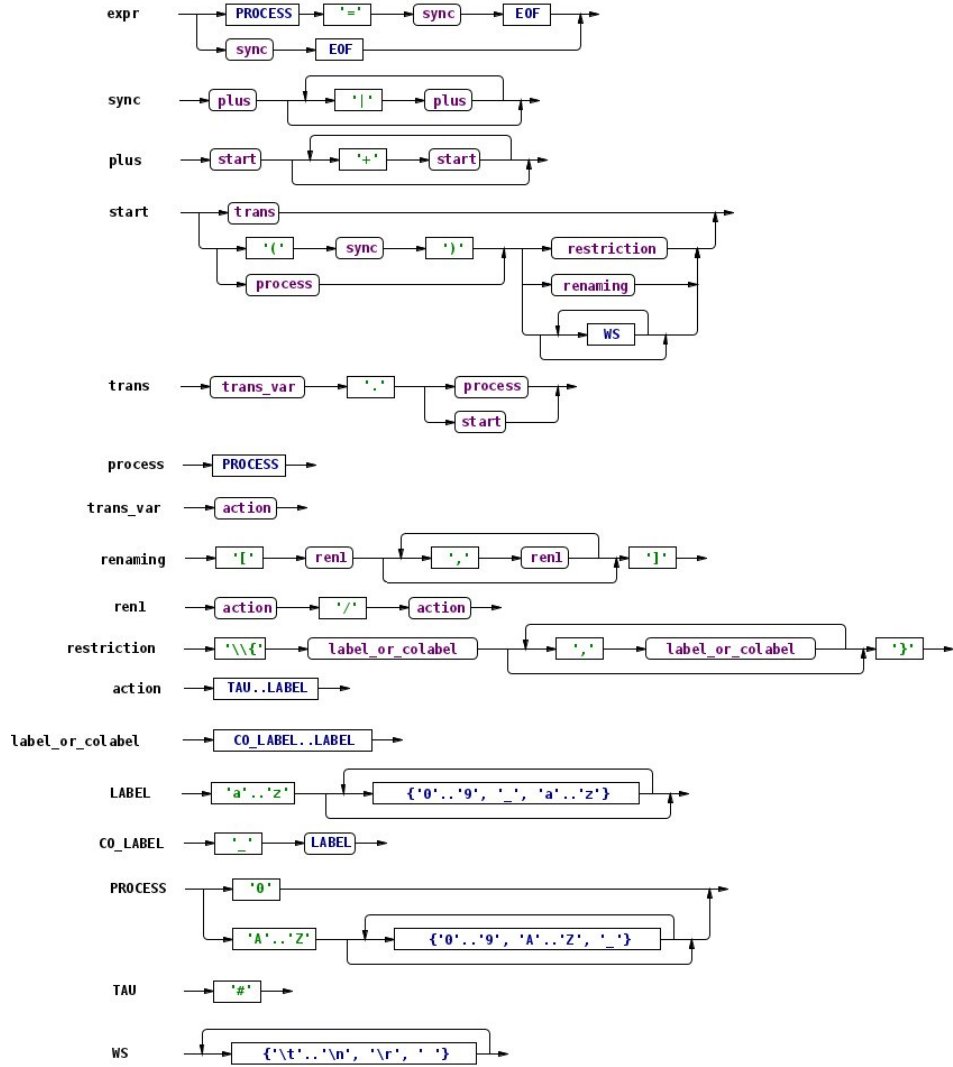 expr PROCESS '=' sync EOF
sync EOF
sync plus '|' plus
plus start '+' start
start trans
'(' sync ')' restriction
process renaming
WS
trans trans_var '.' process
start
process PROCESS
trans_var action
renaming '[' ren1 ',' ren1 ']'
ren1 action '/' action
restriction '\\{' label_or_colabel ',' label_or_colabel '}'
action TAU..LABEL
label_or_colabel CO_LABEL..LABEL
LABEL 'a'..'z' {'0'..'9', '_', 'a'..'z'}
CO_LABEL '_' LABEL
PROCESS '0'
'A'..'Z' {'0'..'9', 'A'..'Z', '_'}
TAU '#'
WS {'\t'..'\n', '\r', ' '}